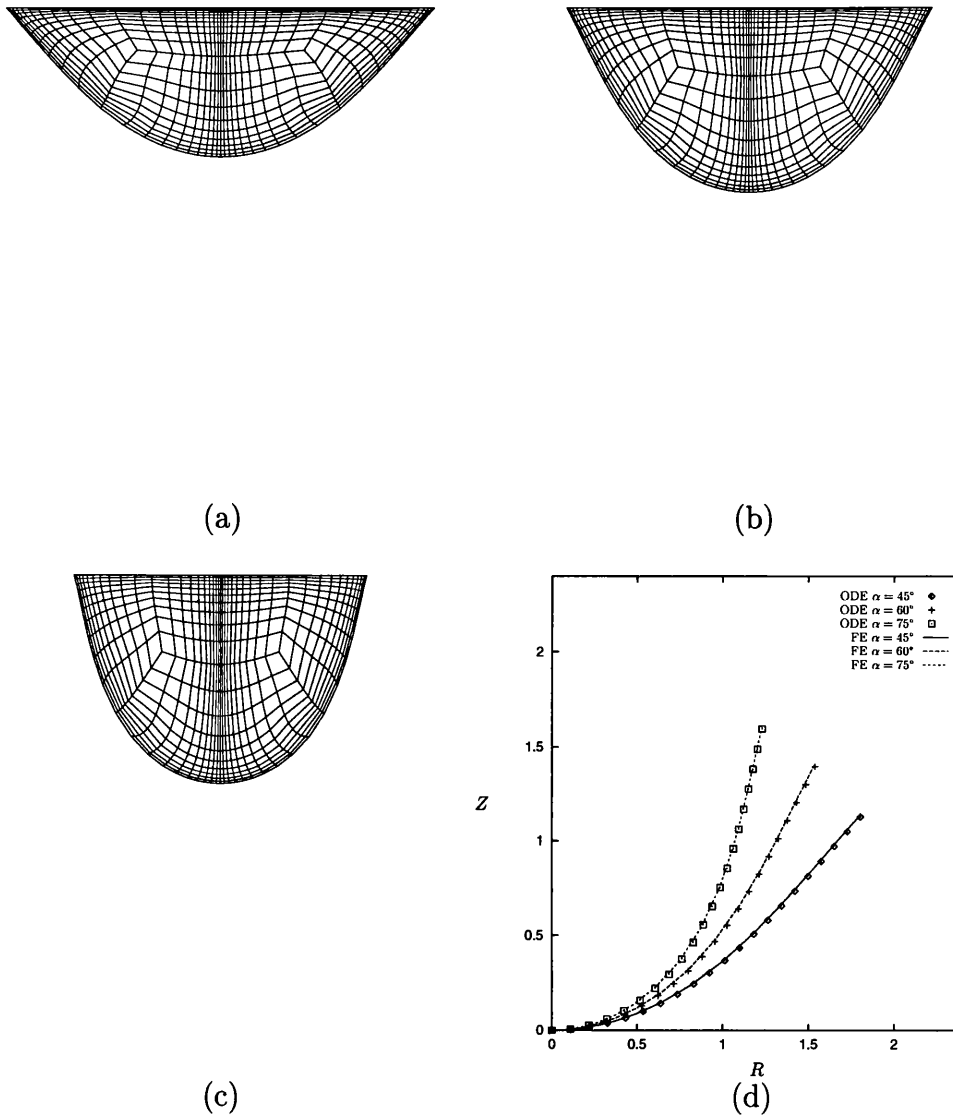 (a)
(b)
(c)
ODE α = 45°
ODE α = 60°
ODE α = 75°
FE α = 45°
FE α = 60°
FE α = 75°
2
1.5
1
0.5
0
Z
0
0.5
1
1.5
2
R
(d)